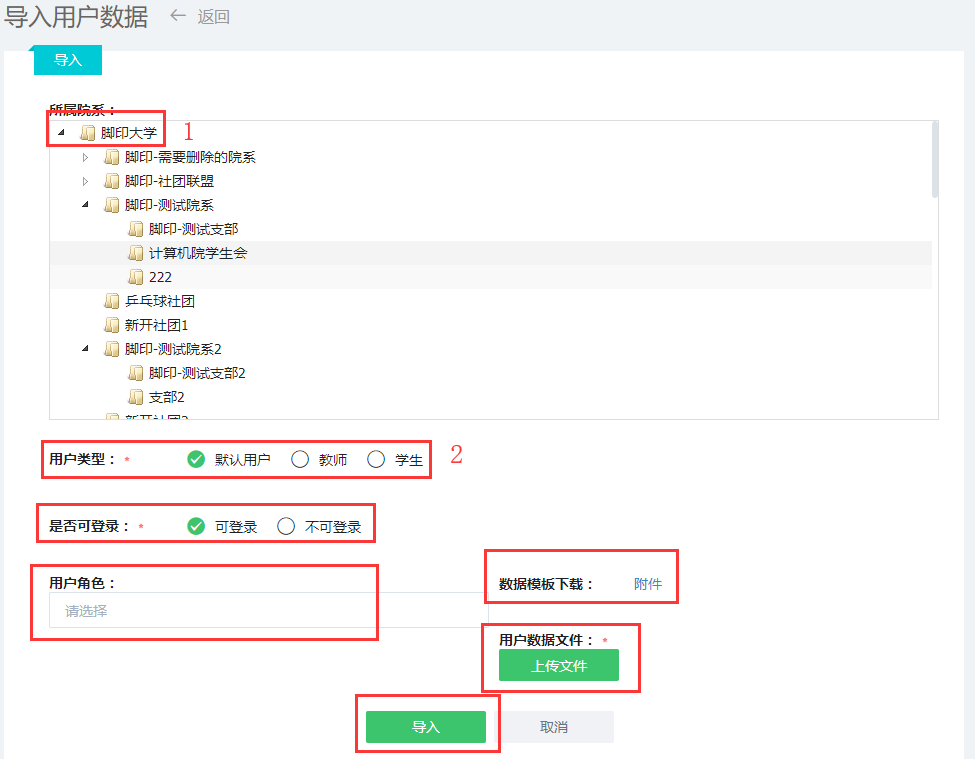 导入用户数据 ← 返回
导入
所属院系：
脚印大学 1
脚印-需要删除的院系
脚印-社团联盟
脚印-测试院系
脚印-测试支部
计算机院学生会
222
乒乓球社团
新开社团1
脚印-测试院系2
脚印-测试支部2
支部2
新开社团2
用户类型： * 默认用户 教师 学生 2
是否可登录： * 可登录 不可登录
用户角色： 数据模板下载： 附件
请选择
用户数据文件： *
上传文件
导入 取消